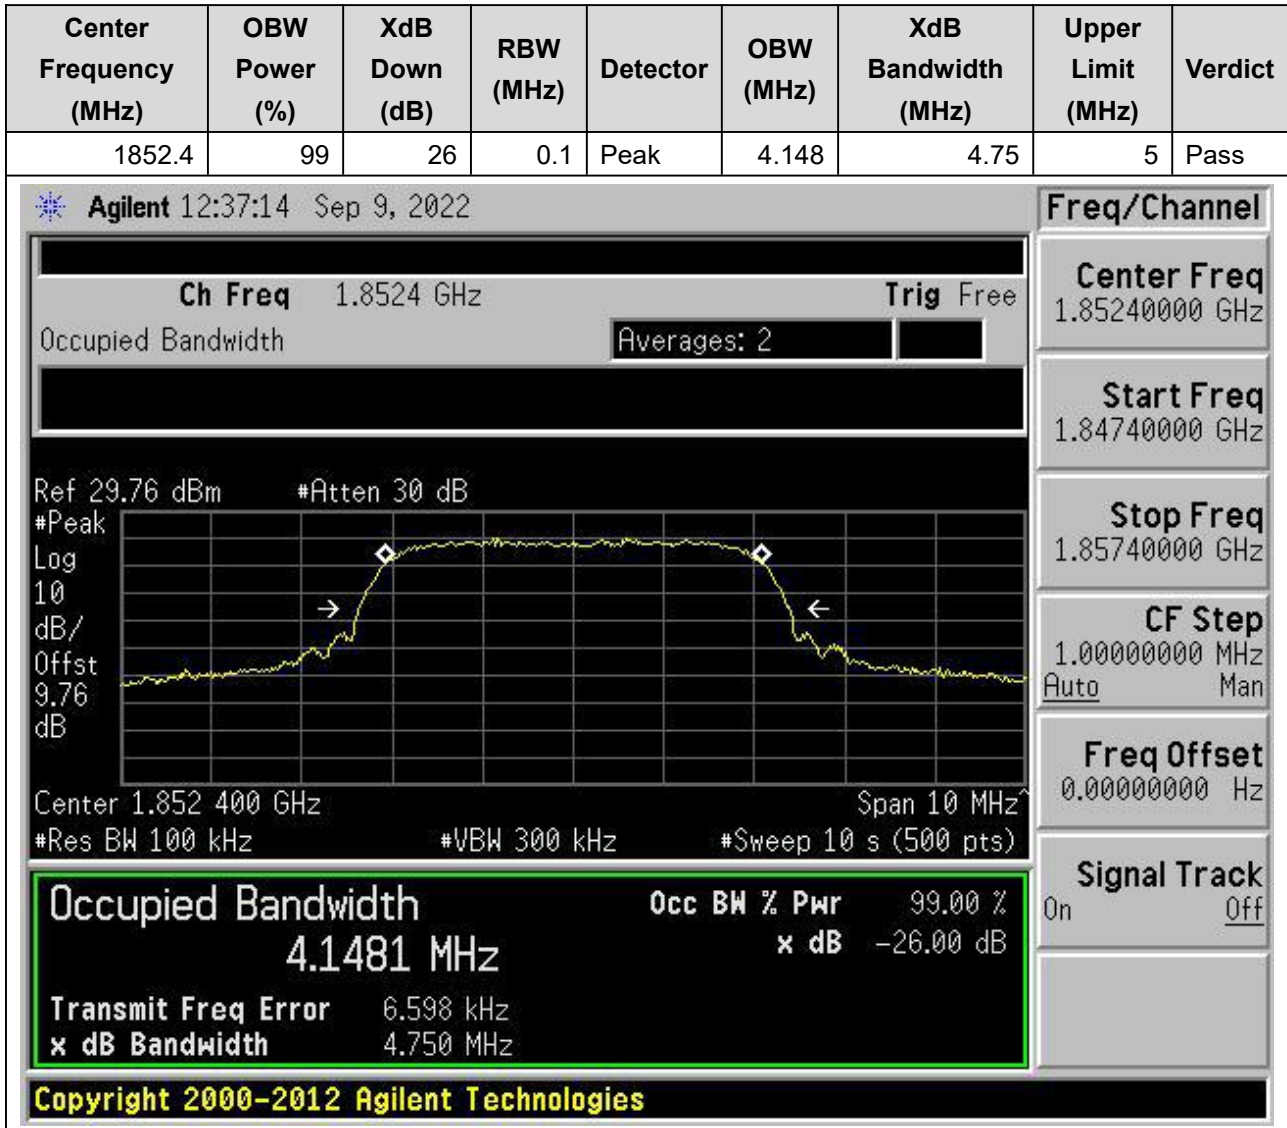 Center Frequency (MHz) OBW Power (%) XdB Down (dB) RBW (MHz) Detector OBW (MHz) XdB Bandwidth (MHz) Upper Limit (MHz) Verdict
1852.4 99 26 0.1 Peak 4.148 4.75 5 Pass
Agilent 12:37:14 Sep 9, 2022
Ch Freq 1.8524 GHz Trig Free
Occupied Bandwidth Averages: 2
Ref 29.76 dBm #Atten 30 dB
#Peak
Log
10
dB/
Offst
9.76
dB
Center 1.852 400 GHz Span 10 MHz^
#Res BW 100 kHz #VBW 300 kHz #Sweep 10 s (500 pts)
Occupied Bandwidth Occ BW % Pwr 99.00 %
4.1481 MHz x dB -26.00 dB
Transmit Freq Error 6.598 kHz
x dB Bandwidth 4.750 MHz
Copyright 2000-2012 Agilent Technologies
Freq/Channel
Center Freq
1.85240000 GHz
Start Freq
1.84740000 GHz
Stop Freq
1.85740000 GHz
CF Step
1.00000000 MHz
Auto Man
Freq Offset
0.00000000 Hz
Signal Track
On Off